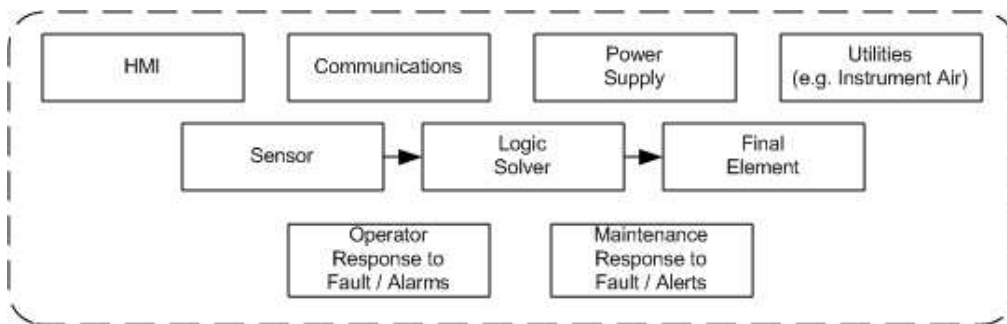 HMI
Communications
Power
Supply
Utilities
(e.g. Instrument Air)
Sensor
Logic
Solver
Final
Element
Operator
Response to
Fault / Alarms
Maintenance
Response to
Fault / Alerts